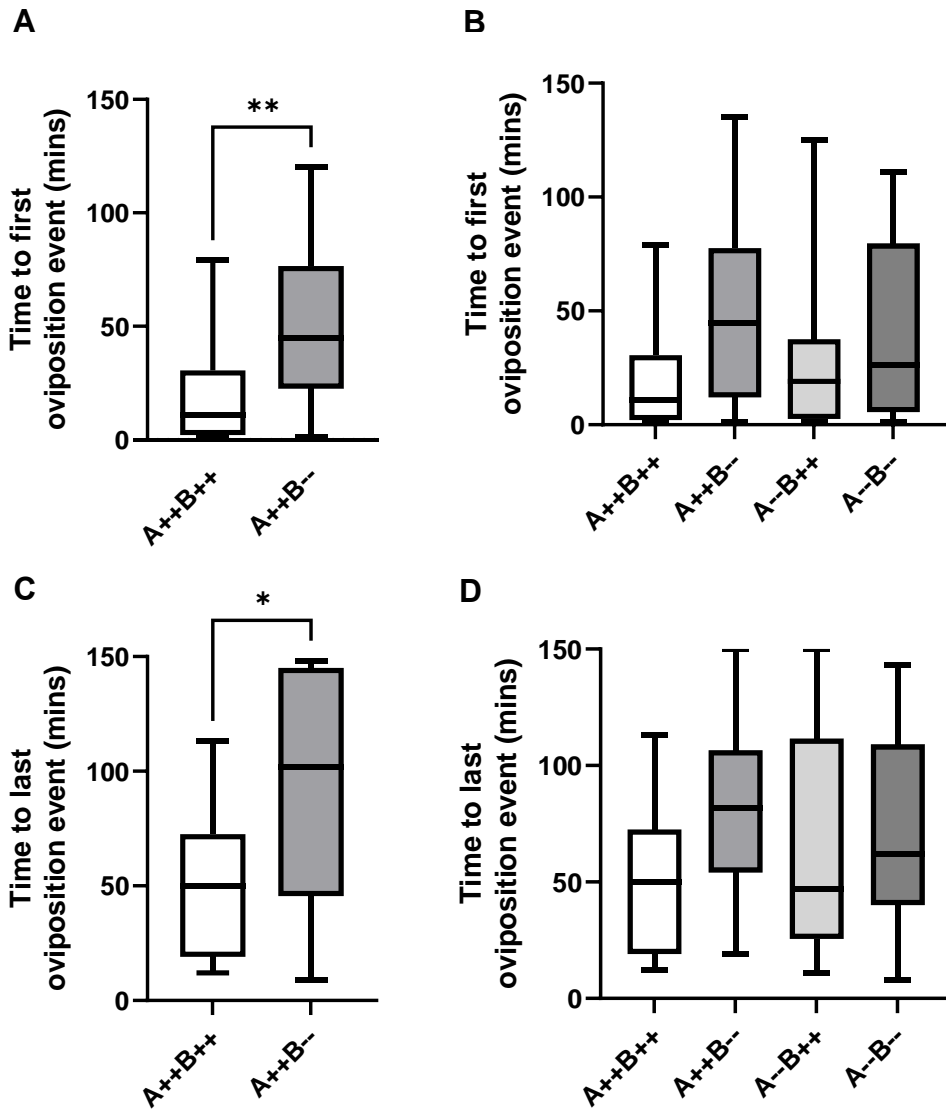 A
Time to first
oviposition event (mins)
150
100
50
0
**
A++B++
A++B--
B
Time to first
oviposition event (mins)
150
100
50
0
A++B++
A++B--
A--B++
A--B--
C
Time to last
oviposition event (mins)
150
100
50
0
*
A++B++
A++B--
D
Time to last
oviposition event (mins)
150
100
50
0
A++B++
A++B--
A--B++
A--B--